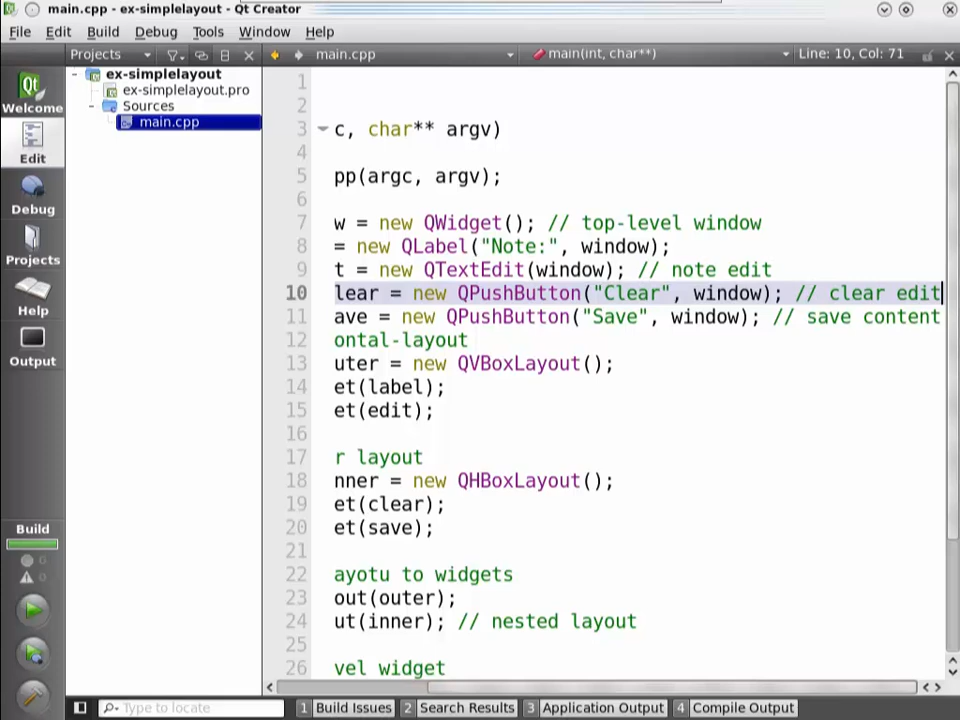 main.cpp - ex-simplelayout - Qt Creator
File Edit Build Debug Tools Window Help
Projects main.cpp main(int, char**) Line: 10, Col: 71
Welcome
Edit
Debug
Projects
Help
Output
Build
ex-simplelayout
ex-simplelayout.pro
Sources
main.cpp
1
2
3 c, char** argv)
4
5 pp(argc, argv);
6
7 w = new QWidget(); // top-level window
8 = new QLabel("Note:", window);
9 t = new QTextEdit(window); // note edit
10 lear = new QPushButton("Clear", window); // clear edit
11 ave = new QPushButton("Save", window); // save content
12 ontal-layout
13 uter = new QVBoxLayout();
14 et(label);
15 et(edit);
16
17 r layout
18 nner = new QHBoxLayout();
19 et(clear);
20 et(save);
21
22 ayotu to widgets
23 out(outer);
24 ut(inner); // nested layout
25
26 vel widget
0
0
Type to locate 1 Build Issues 2 Search Results 3 Application Output 4 Compile Output